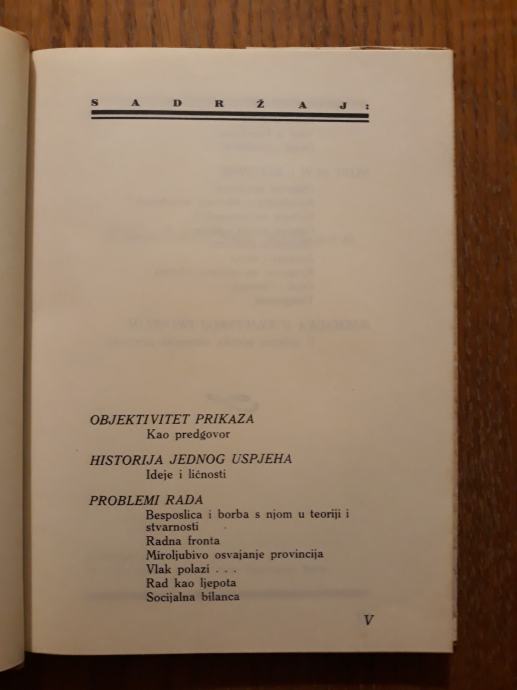 SADRŽAJ:
OBJEKTIVITET PRIKAZA
Kao predgovor
HISTORIJA JEDNOG USPJEHA
Ideje i ličnosti
PROBLEMI RADA
Besposlica i borba s njom u teoriji i
stvarnosti
Radna fronta
Miroljubivo osvajanje provincija
Vlak polazi . . .
Rad kao ljepota
Socijalna bilanca
V